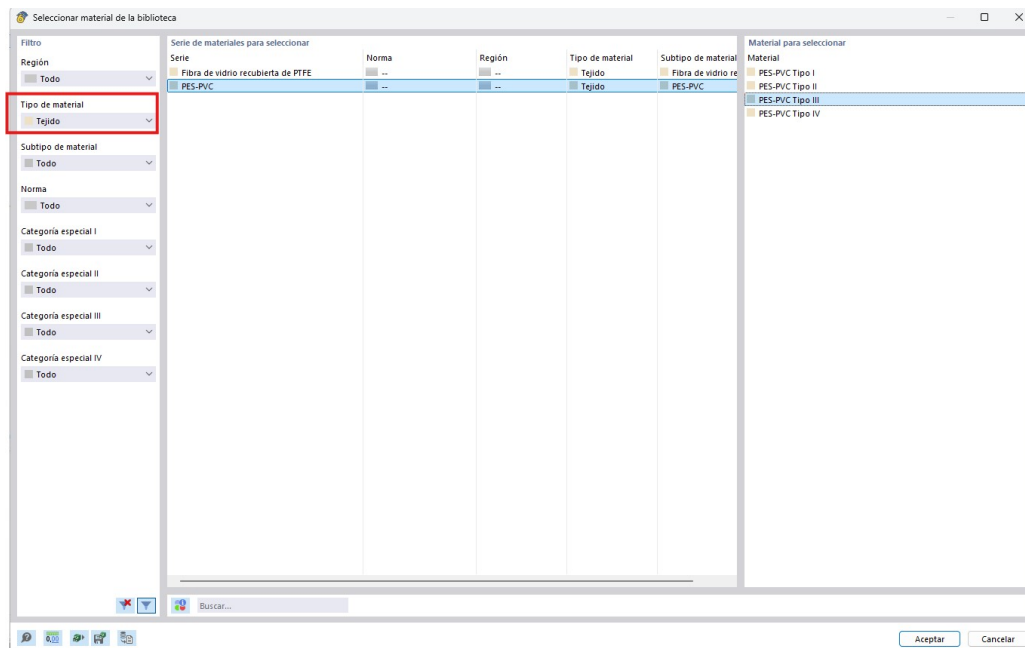 Seleccionar material de la biblioteca
Filtro
Región
Todo
Tipo de material
Tejido
Subtipo de material
Todo
Norma
Todo
Categoría especial I
Todo
Categoría especial II
Todo
Categoría especial III
Todo
Categoría especial IV
Todo
Serie de materiales para seleccionar
Serie Norma Región Tipo de material Subtipo de material
Fibra de vidrio recubierta de PTFE -- -- Tejido Fibra de vidrio re
PES-PVC -- -- Tejido PES-PVC
Material para seleccionar
Material
PES-PVC Tipo I
PES-PVC Tipo II
PES-PVC Tipo III
PES-PVC Tipo IV
Buscar...
Aceptar Cancelar